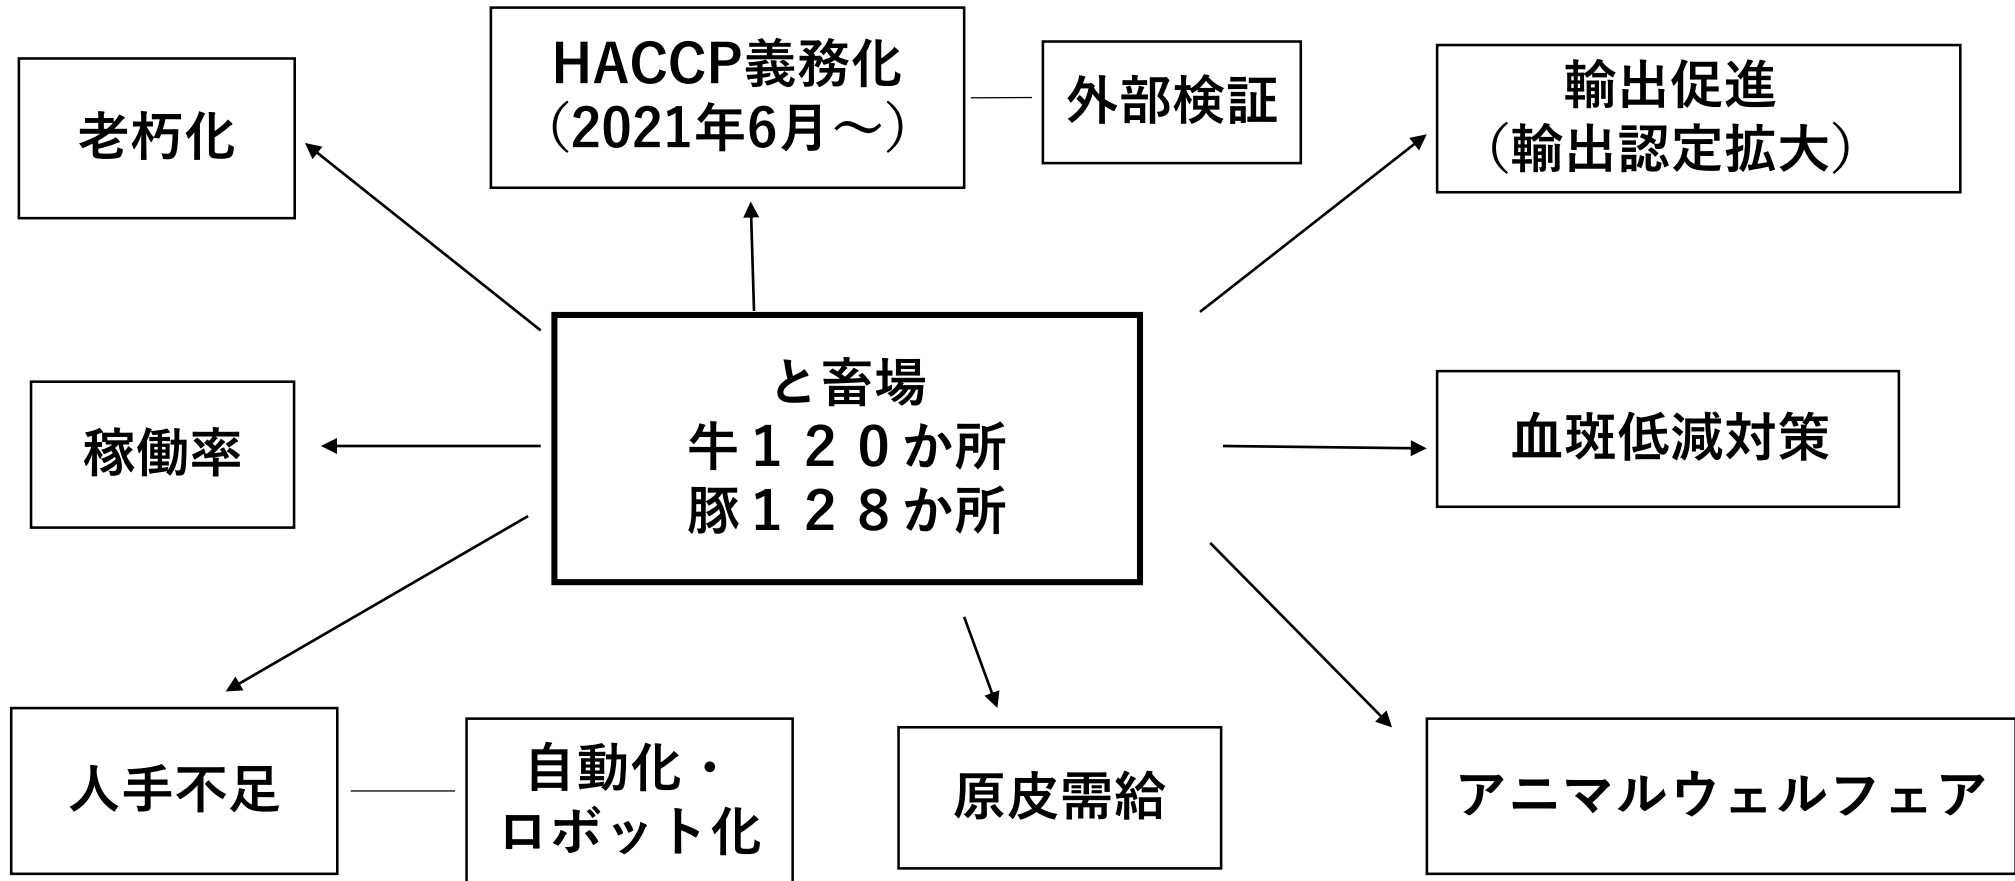 老朽化
HACCP義務化
（2021年6月～）
外部検証
輸出促進
（輸出認定拡大）
と畜場
牛１２０か所
豚１２８か所
稼働率
血斑低減対策
人手不足
自動化・
ロボット化
原皮需給
アニマルウェルフェア